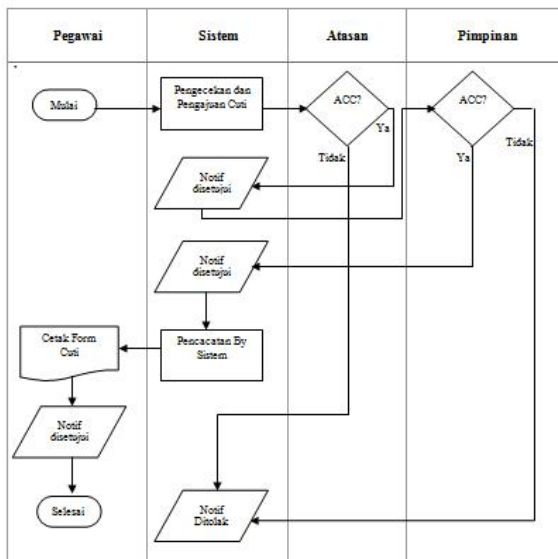 Pegawai
Sistem
Atasan
Pimpinan
Mulai
Pengecekan dan
Pengajuan Cuti
ACC?
Ya
Tidak
ACC?
Ya
Tidak
Notif
disetujui
Notif
disetujui
Cetak Form
Cuti
Pencacatan By
Sistem
Notif
disetujui
Selesai
Notif
Ditolak